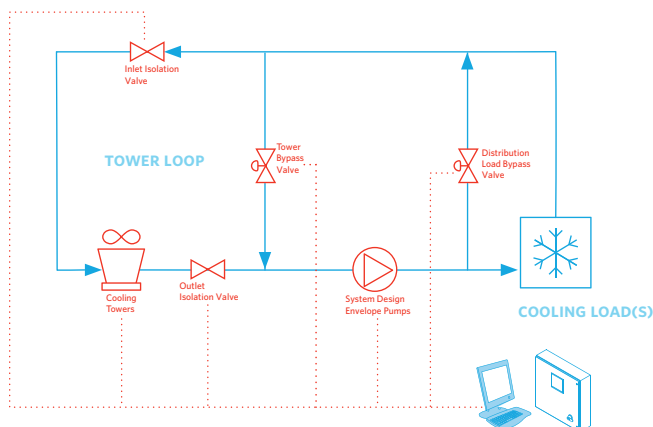 Inlet Isolation
Valve
TOWER LOOP
Tower
Bypass
Valve
Distribution
Load Bypass
Valve
Cooling
Towers
Outlet
Isolation Valve
System Design
Envelope Pumps
COOLING LOAD(S)